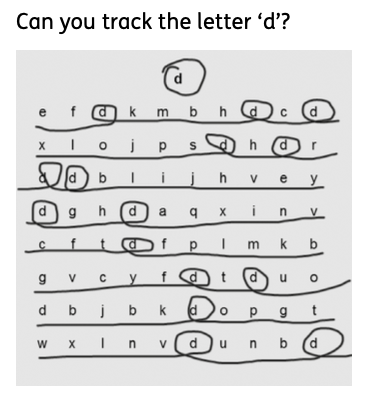 Can you track the letter ‘d’?
d
e f d k m b h d c d
x l o j p s d h d r
d d b l i j h v e y
d g h d a q x i n v
c f t d f p l m k b
g v c y f d t d u o
d b j b k d o p g t
w x l n v d u n b d